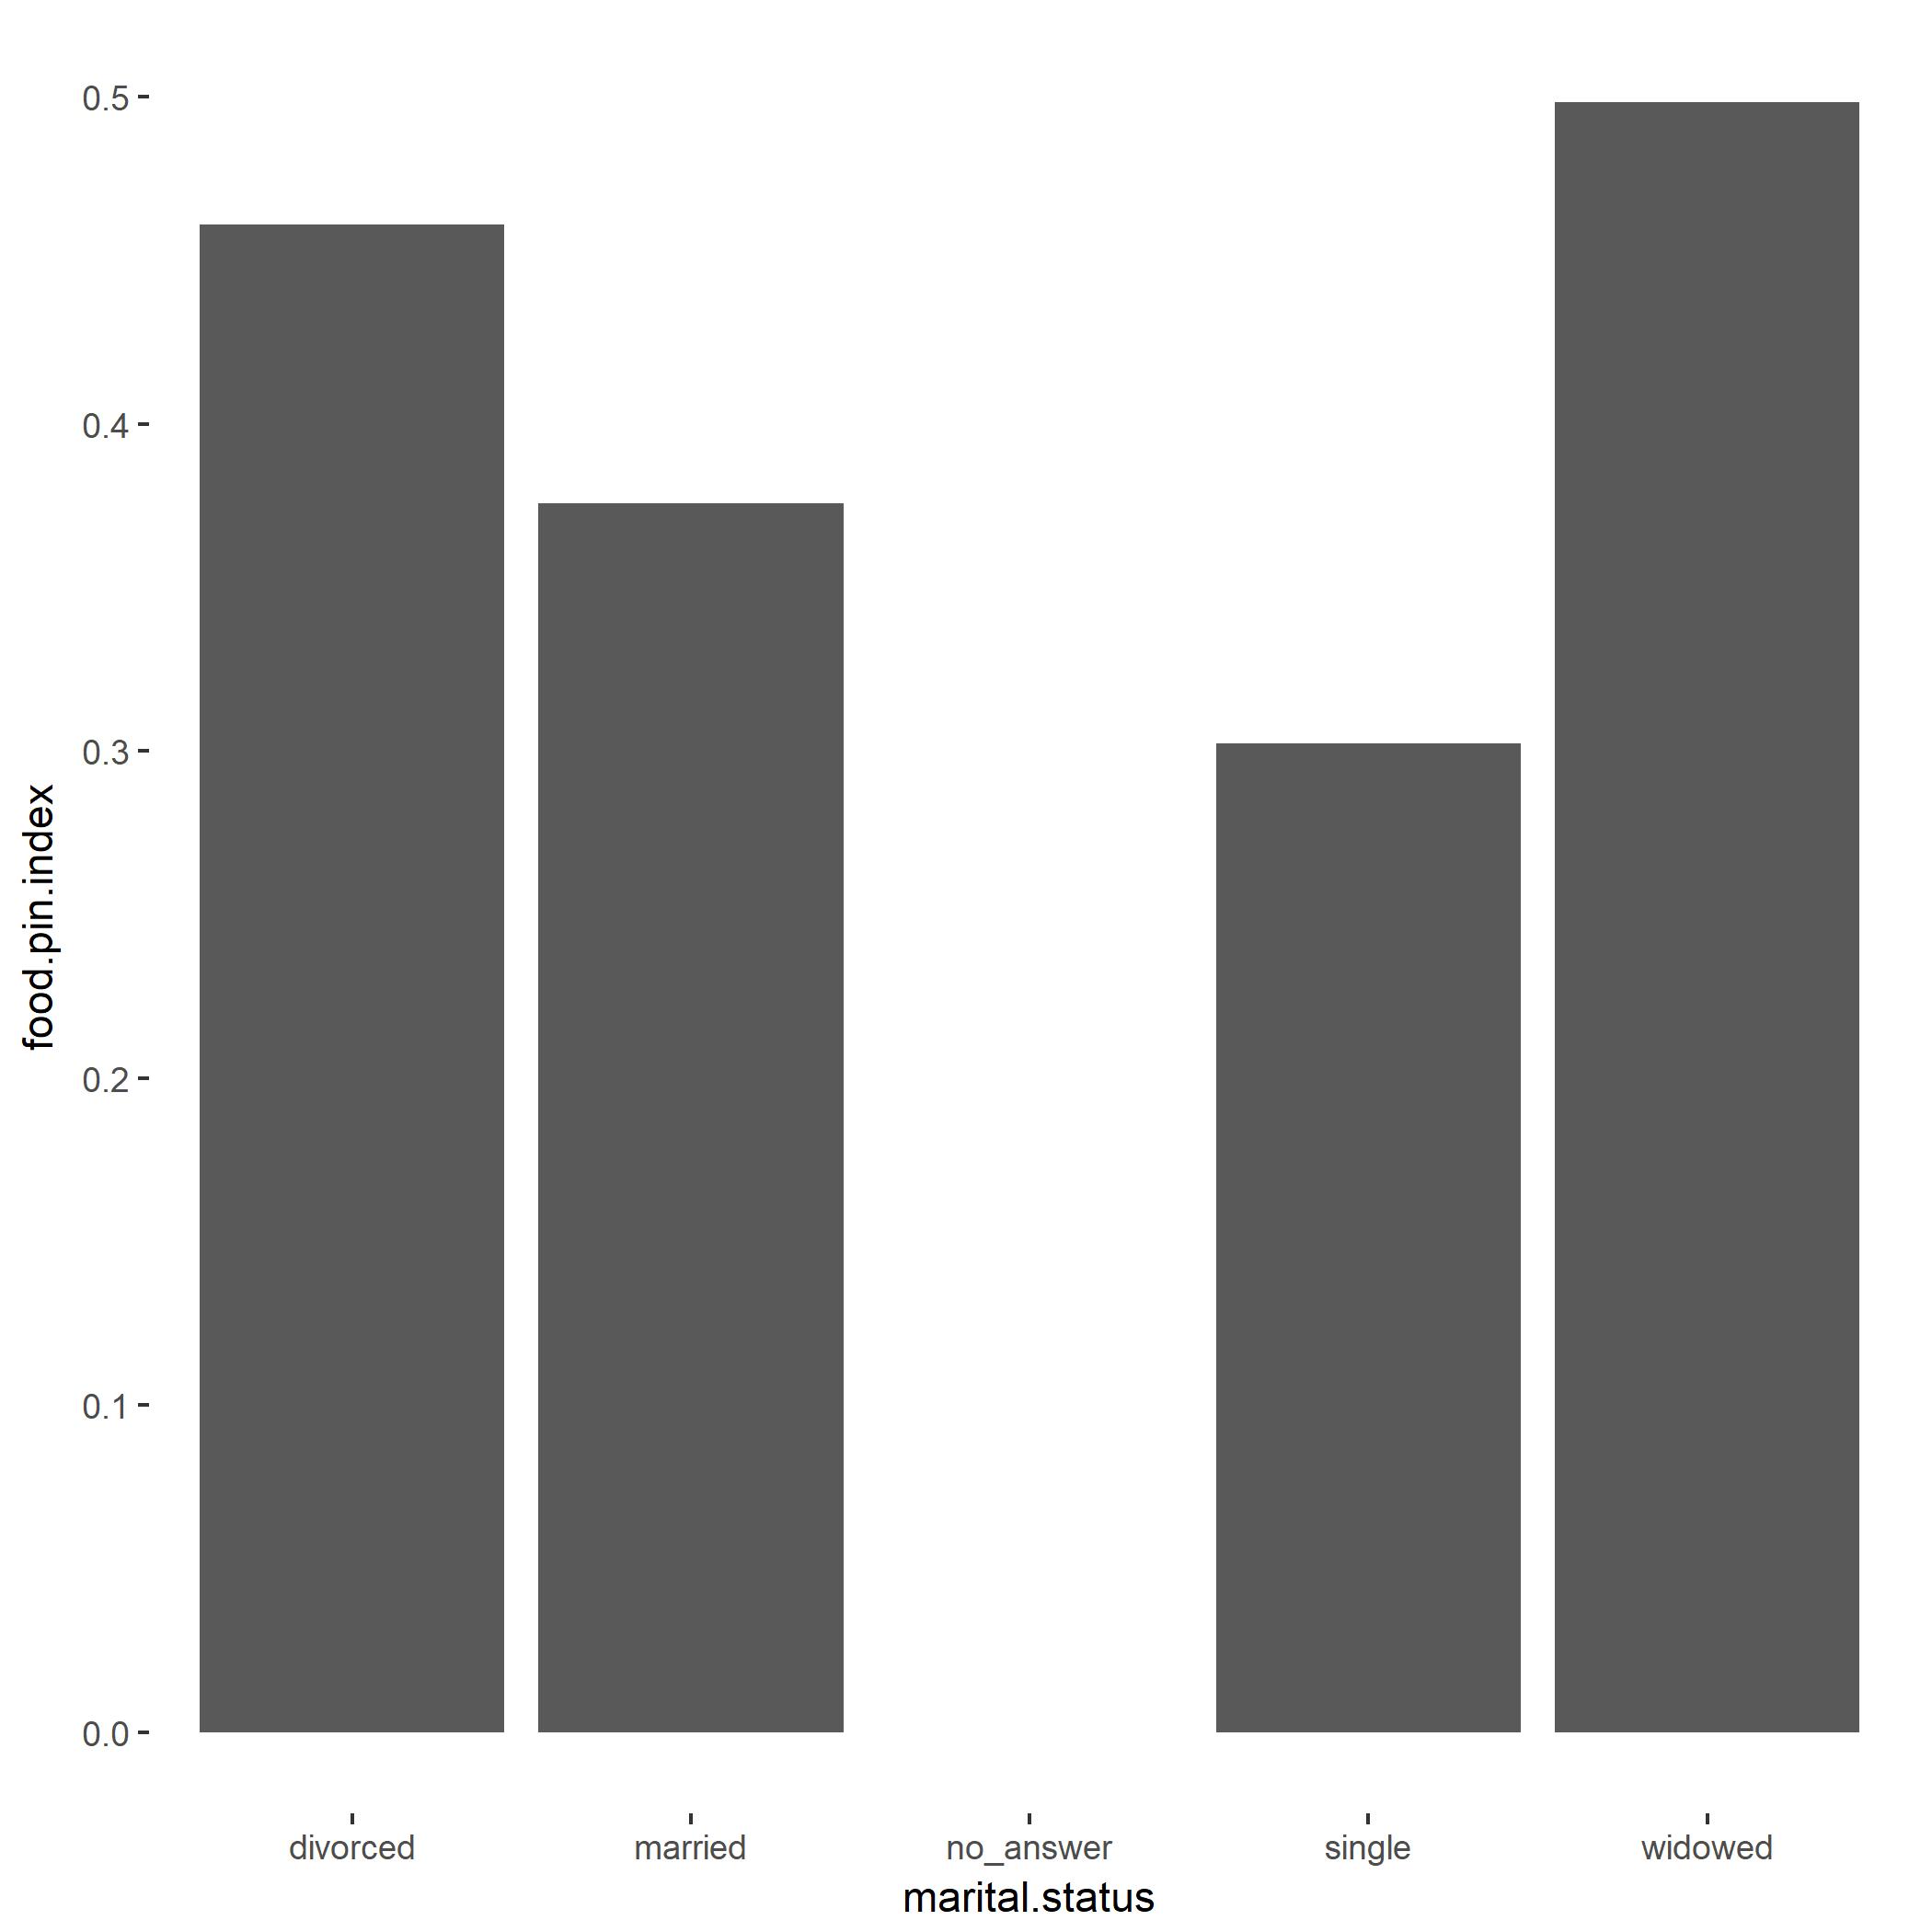 0.5
0.4
0.3
0.2
0.1
0.0
food.pin.index
divorced
married
no_answer
single
widowed
marital.status